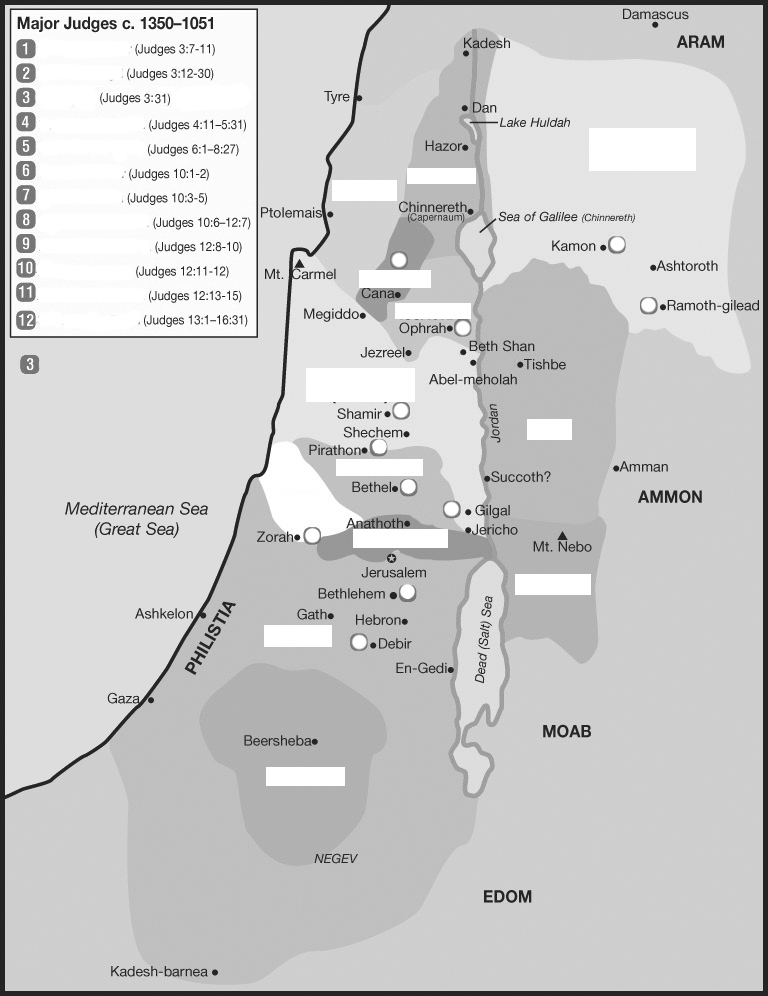 Major Judges c. 1350–1051
1 (Judges 3:7-11)
2 (Judges 3:12-30)
3 (Judges 3:31)
4 (Judges 4:11–5:31)
5 (Judges 6:1–8:27)
6 (Judges 10:1-2)
7 (Judges 10:3-5)
8 (Judges 10:6–12:7)
9 (Judges 12:8-10)
10 (Judges 12:11-12)
11 (Judges 12:13-15)
12 (Judges 13:1–16:31)
3
Damascus
ARAM
Kadesh
Tyre
Dan
Lake Huldah
Hazor
Ptolemais
Chinnereth
(Capernaum)
Sea of Galilee (Chinnereth)
Kamon
Ashtoroth
Mt. Carmel
Cana
Ramoth-gilead
Megiddo
Ophrah
Jezreel
Beth Shan
Tishbe
Abel-meholah
Shamir
Jordan
Shechem
Pirathon
Amman
Succoth?
Bethel
AMMON
Mediterranean Sea
(Great Sea)
Gilgal
Anathoth
Jericho
Zorah
Mt. Nebo
Jerusalem
Bethlehem
Ashkelon
PHILISTIA
Gath
Hebron
Dead (Salt) Sea
Debir
En-Gedi
Gaza
MOAB
Beersheba
NEGEV
EDOM
Kadesh-barnea